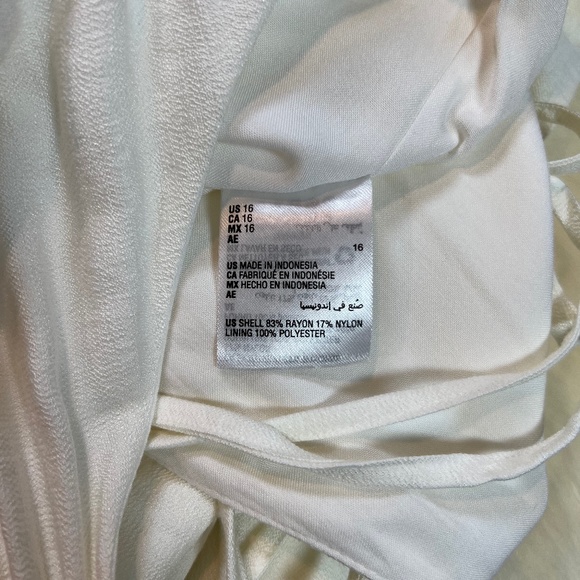 US 16
CA 16
MX 16
AE 16
US MADE IN INDONESIA
CA FABRIQUÉ EN INDONÉSIE
MX HECHO EN INDONESIA
AE
صنع في إندونيسيا
US SHELL 83% RAYON 17% NYLON
LINING 100% POLYESTER